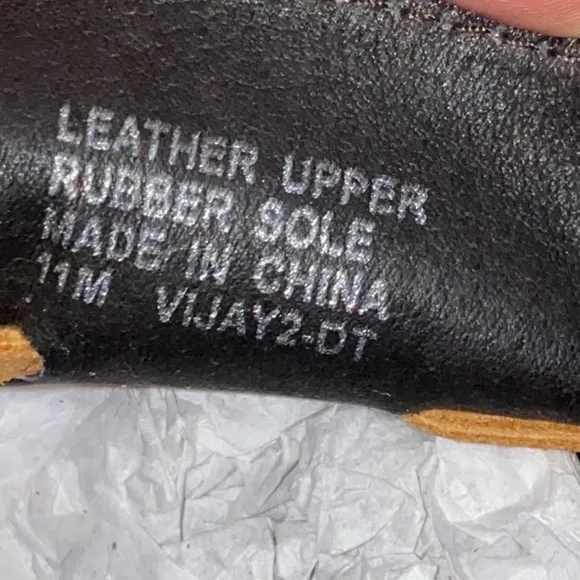 LEATHER UPPER
RUBBER SOLE
MADE IN CHINA
11M VIJAY2-DT